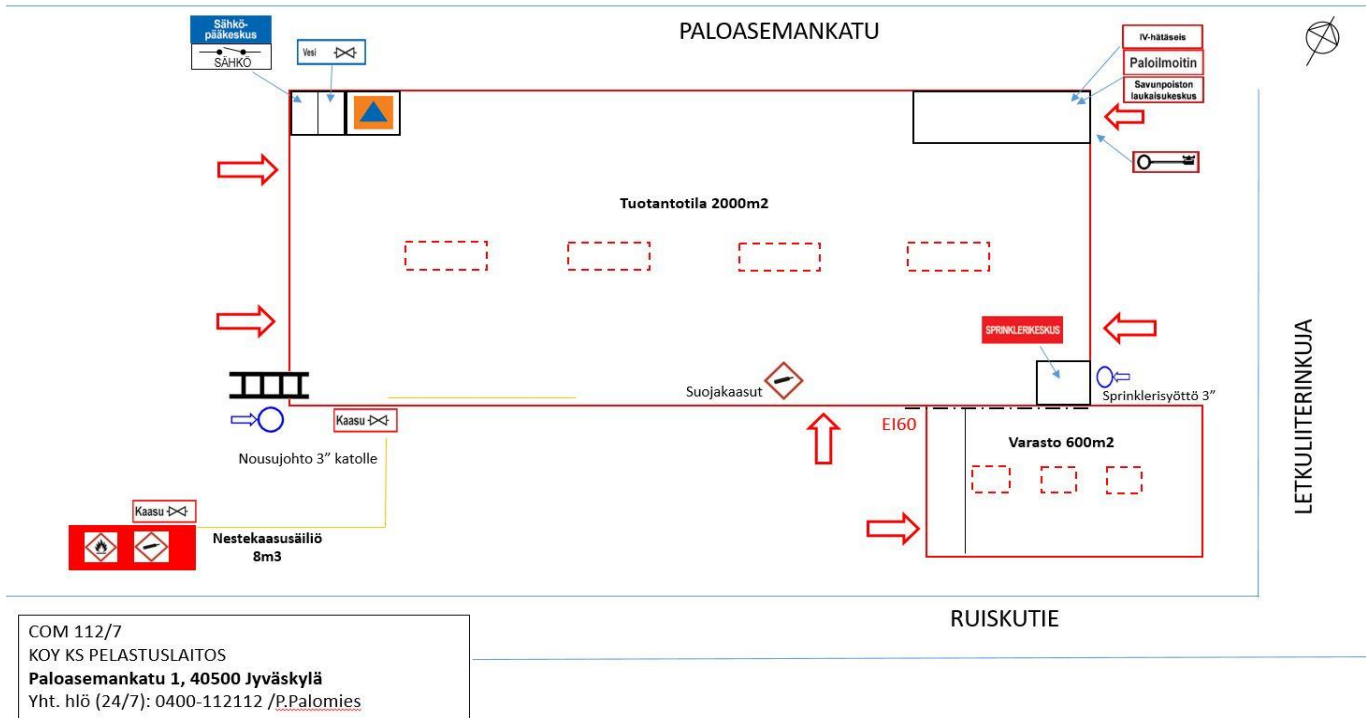 Sähkö-
pääkeskus
SÄHKÖ
Vesi
PALOASEMANKATU
IV-hätäseis
Paloilmoitin
Savunpoiston
laukaisukeskus
Tuotantotila 2000m2
SPRINKLERIKESKUS
Suojakaasut
Sprinklerisyöttö 3”
Kaasu
EI60
Varasto 600m2
Nousujohto 3” katolle
Kaasu
Nestekaasusäiliö
8m3
LETKULIITERINKUJA
RUISKUTIE
COM 112/7
KOY KS PELASTUSLAITOS
Paloasemankatu 1, 40500 Jyväskylä
Yht. hlö (24/7): 0400-112112 /P.Palomies